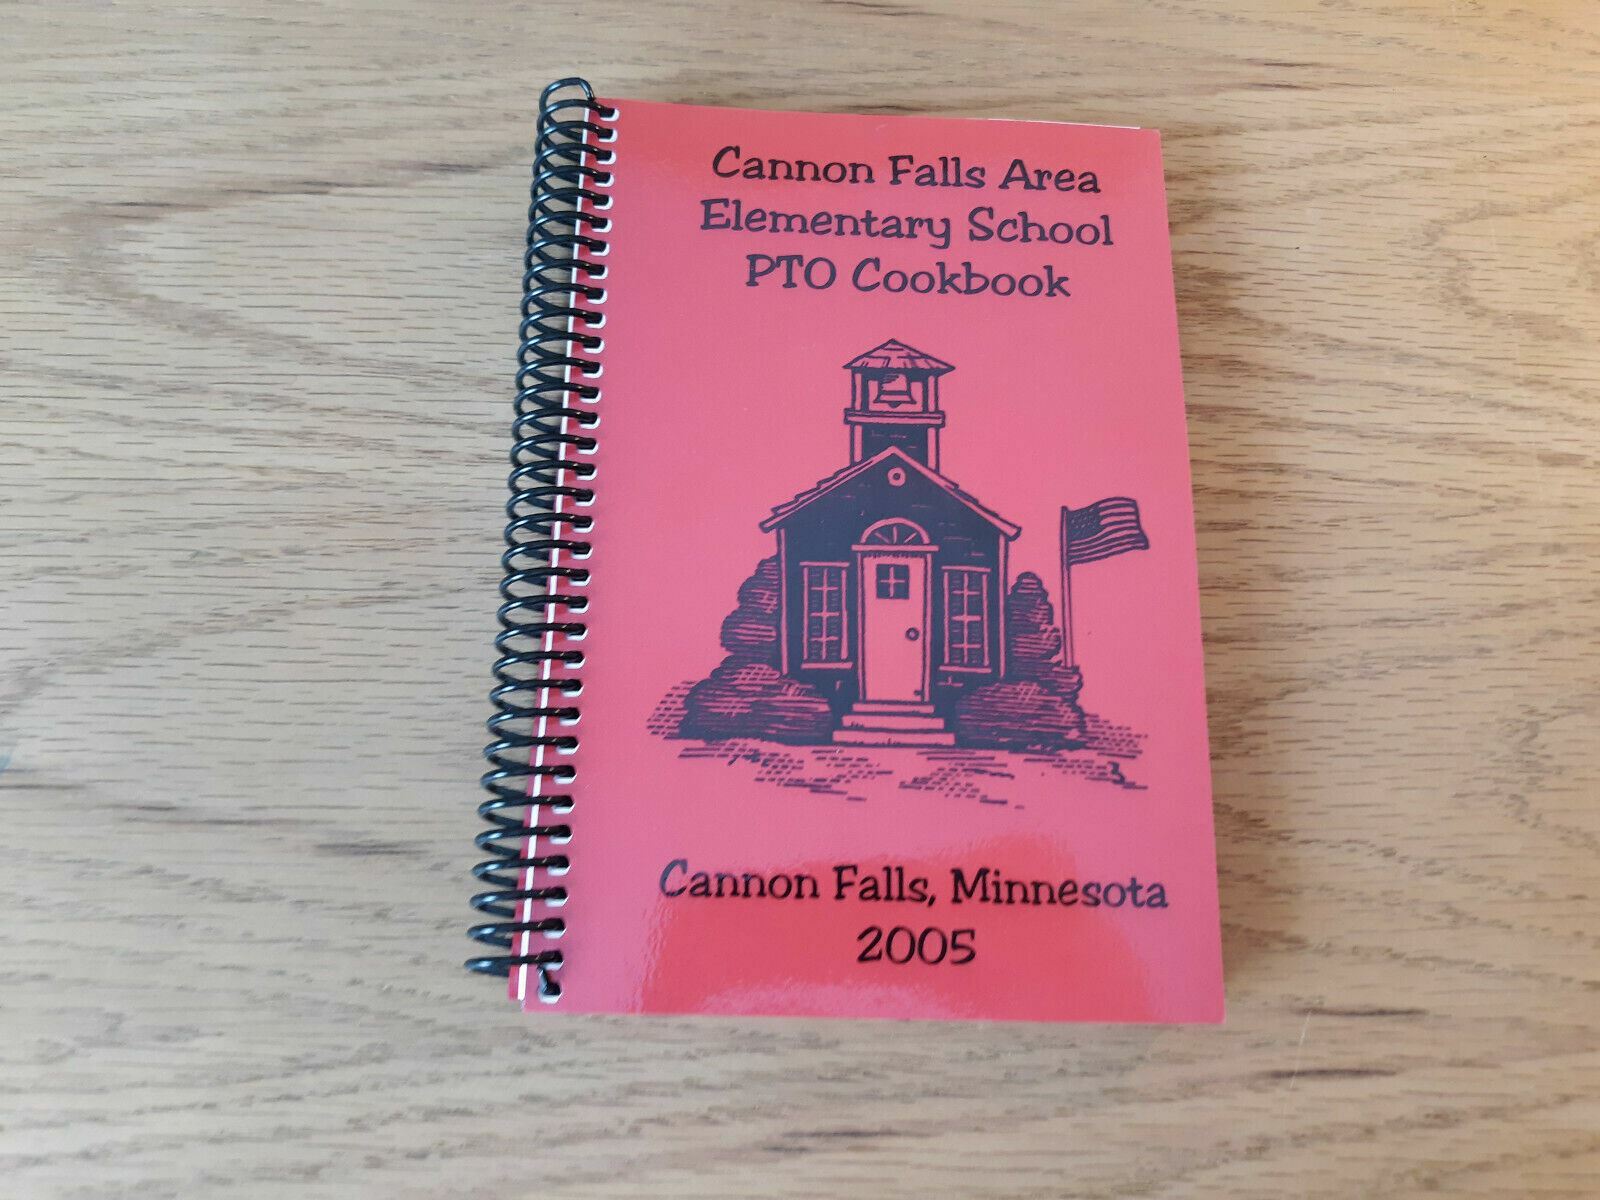 Cannon Falls Area
Elementary School
PTO Cookbook
Cannon Falls, Minnesota
2005